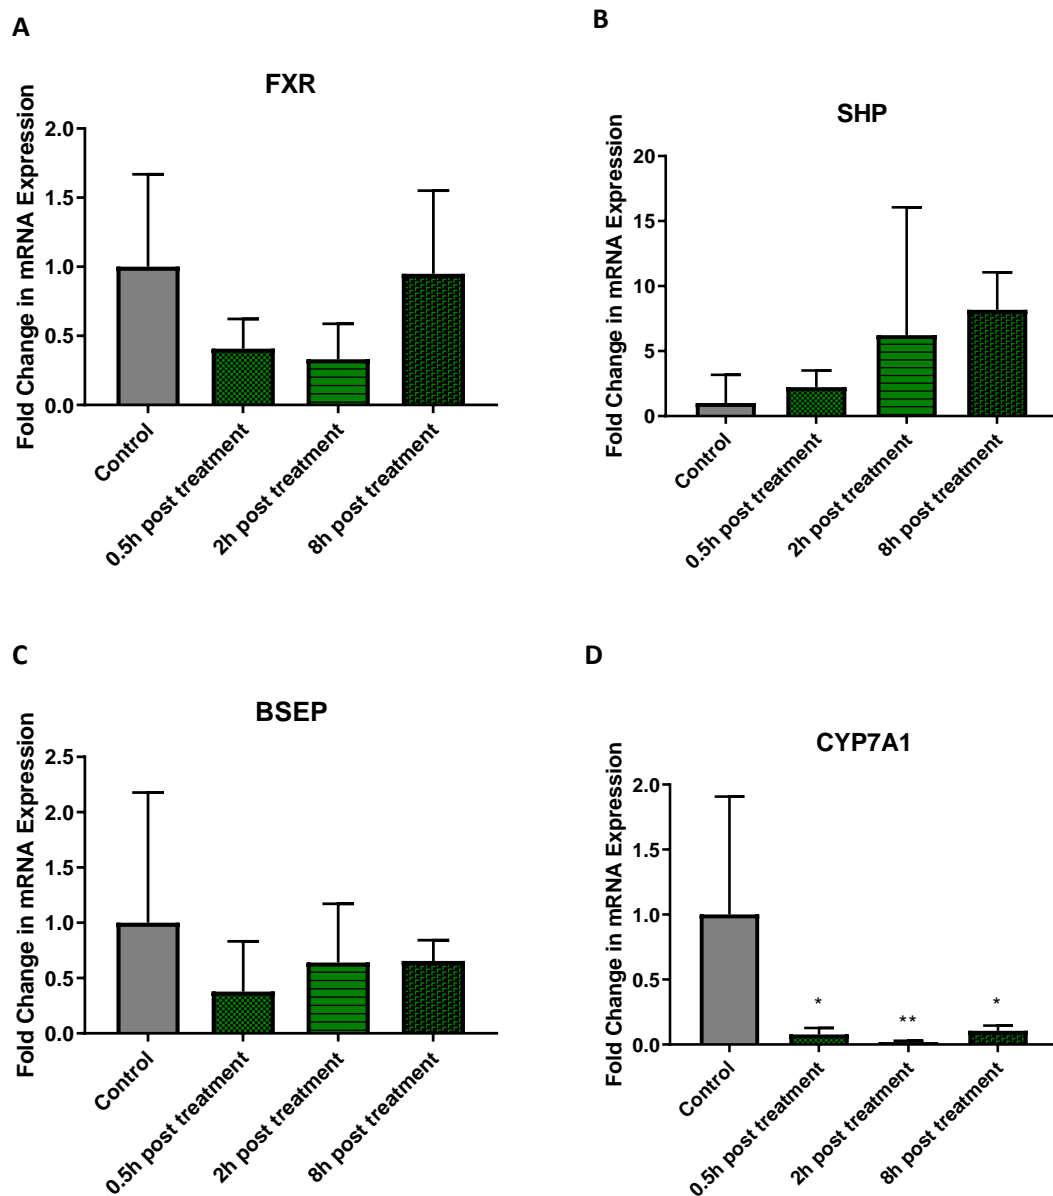 A
FXR
Fold Change in mRNA Expression
2.0
1.5
1.0
0.5
0.0
Control
0.5h post treatment
2h post treatment
8h post treatment
B
SHP
Fold Change in mRNA Expression
20
15
10
5
0
Control
0.5h post treatment
2h post treatment
8h post treatment
C
BSEP
Fold Change in mRNA Expression
2.5
2.0
1.5
1.0
0.5
0.0
Control
0.5h post treatment
2h post treatment
8h post treatment
D
CYP7A1
Fold Change in mRNA Expression
2.0
1.5
1.0
0.5
0.0
* ** *
Control
0.5h post treatment
2h post treatment
8h post treatment